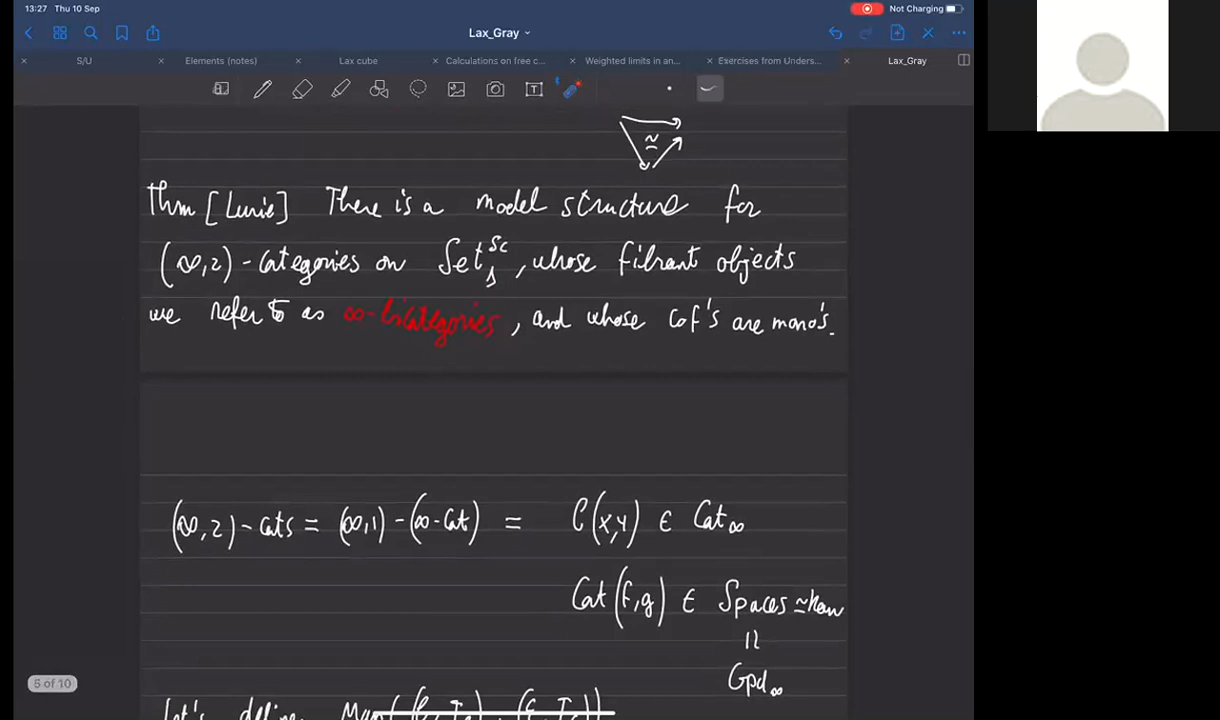 13:27 Thu 10 Sep
Not Charging
Lax_Gray
S/U
Elements (notes)
Lax cube
Calculations on free c...
Weighted limits in an...
Exercises from Unders...
Lax_Gray
≃
Thm [Lurie] There is a model structure for
(∞,2)-categories on Set_Δ^Sc, whose fibrant objects
we refer to as ∞-bicategories, and whose cof's are mono's.
(∞,2)-cats = (∞,1)-(∞-Cat) = C(x,y) ∈ Cat_∞
Cat(f,g) ∈ Spaces ≃ Kan
Gpd_∞
5 of 10
Let's define